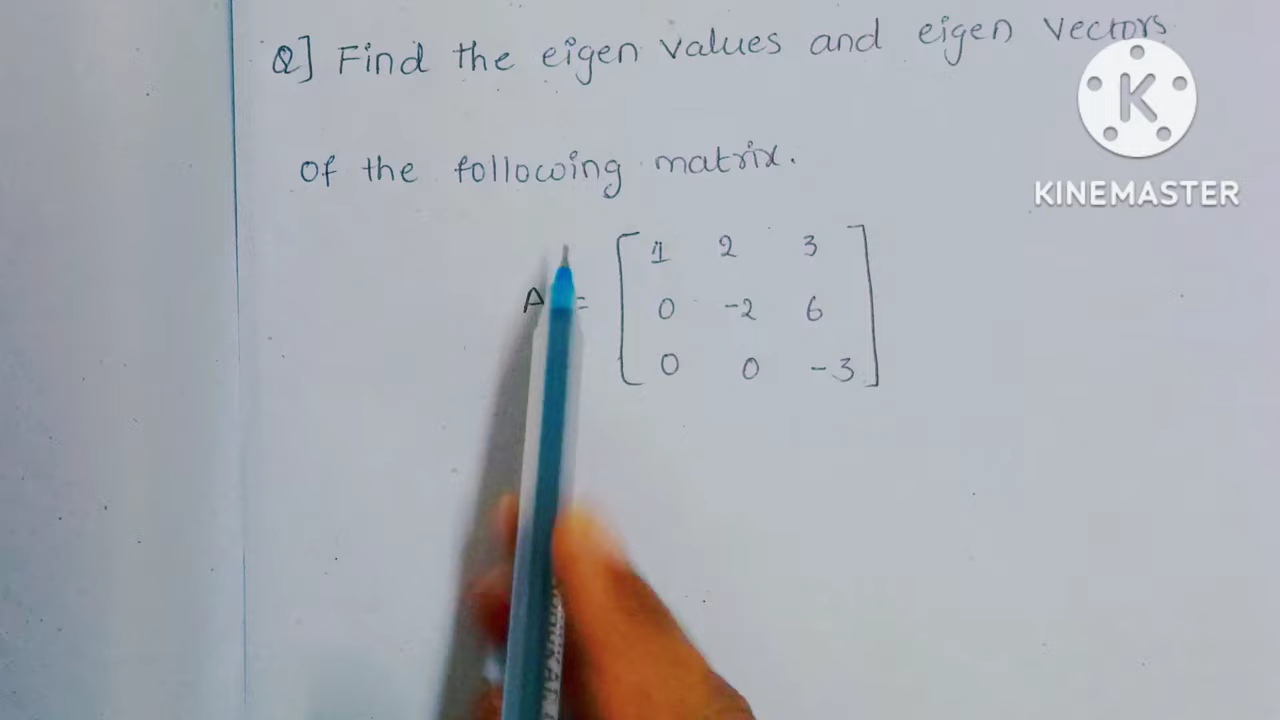 Q] Find the eigen values and eigen vectors
of the following matrix.
K
KINEMASTER
A = [ 1 2 3
0 -2 6
0 0 -3 ]